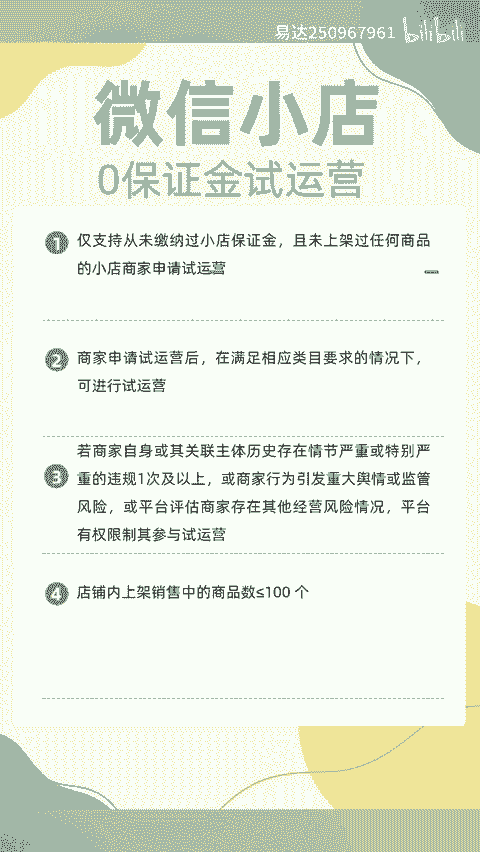 易达250967961 bilibili
微信小店
0保证金试运营
1 仅支持从未缴纳过小店保证金，且未上架过任何商品
的小店商家申请试运营
2 商家申请试运营后，在满足相应类目要求的情况下，
可进行试运营
若商家自身或其关联主体历史存在情节严重或特别严
3 重的违规1次及以上，或商家行为引发重大舆情或监管
风险，或平台评估商家存在其他经营风险情况，平台
有权限制其参与试运营
4 店铺内上架销售中的商品数≤100 个